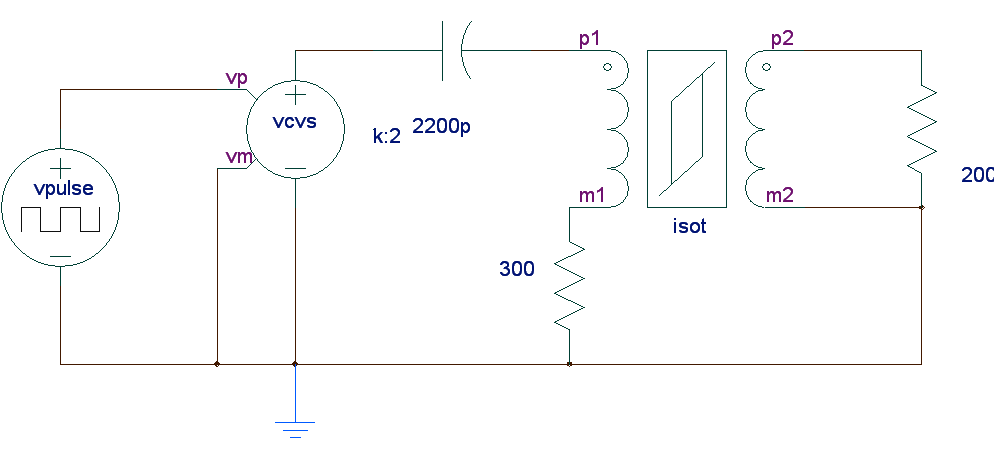 p1
p2
vp
vcvs
k:2
2200p
vm
vpulse
200
m1
m2
isot
300